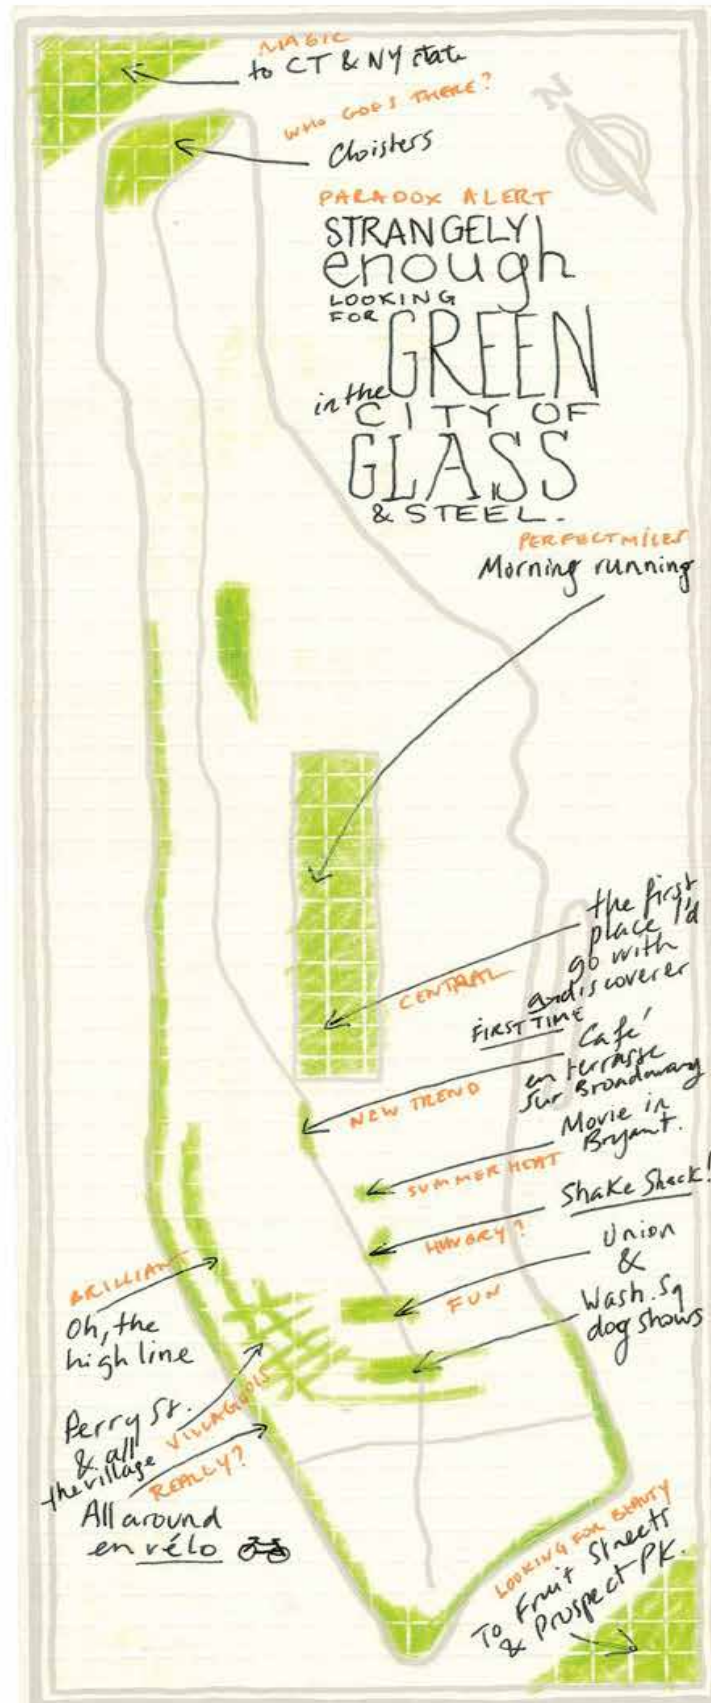 MAGIC
to CT & NY state
N
WHO GOES THERE?
Cloisters
PARADOX ALERT
STRANGELY
enough
LOOKING
FOR
GREEN
in the
CITY OF
GLASS
& STEEL.
PERFECT MILES
Morning running
the first
place I'd
go with
a discoverer
CENTRAL
FIRST TIME
Café
en terrasse
sur Broadway
NEW TREND
Movie in
Bryant.
SUMMER HEAT
Shake Shack!
HUNGRY?
Union
&
FUN
Wash. Sq
dog shows
BRILLIANT
Oh, the
high line
Perry St.
& all
the village
VILLAGEOIS
REALLY?
All around
en vélo
LOOKING FOR BEAUTY
To Fruit Streets
& Prospect PK.